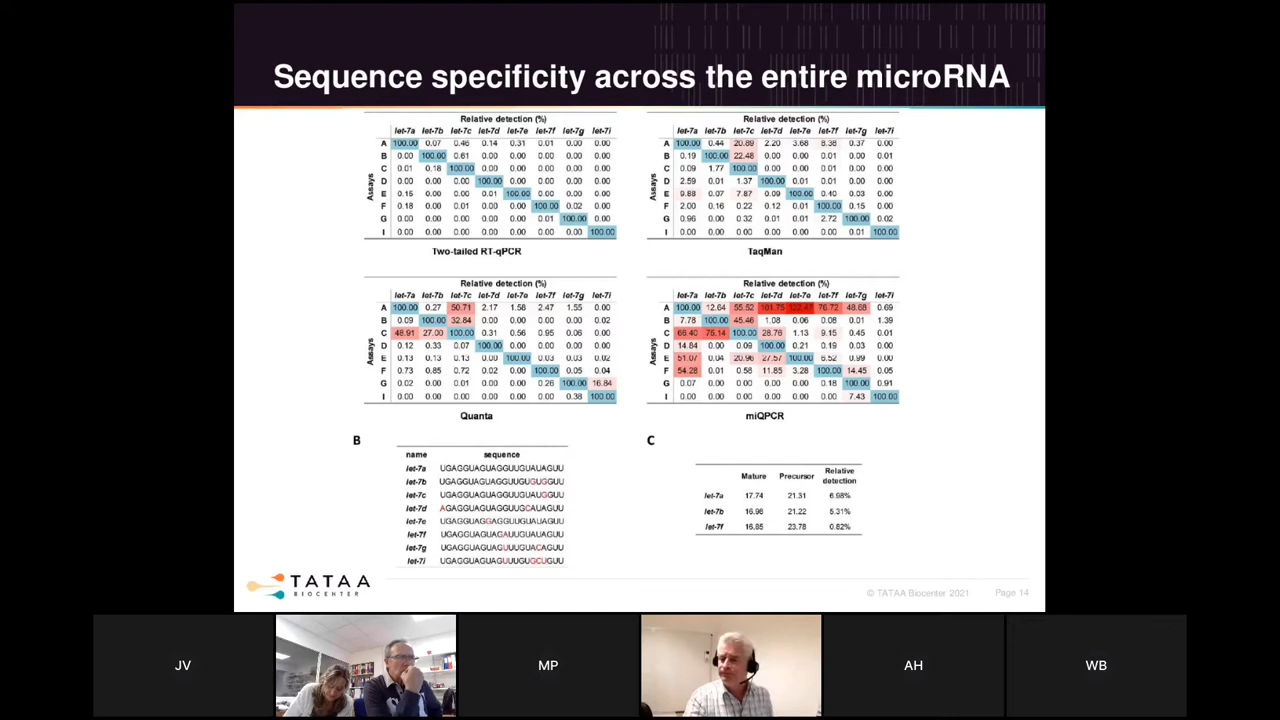 Sequence specificity across the entire microRNA
Relative detection (%)
let-7a let-7b let-7c let-7d let-7e let-7f let-7g let-7i
Assays
A 100.00 0.07 0.46 0.14 0.31 0.01 0.00 0.00
B 0.00 100.00 0.61 0.00 0.00 0.00 0.00 0.00
C 0.01 0.18 100.00 0.00 0.00 0.00 0.00 0.00
D 0.00 0.00 0.00 100.00 0.00 0.00 0.00 0.00
E 0.15 0.00 0.00 0.01 100.00 0.00 0.00 0.00
F 0.18 0.00 0.01 0.00 0.00 100.00 0.02 0.00
G 0.00 0.00 0.00 0.00 0.00 0.01 100.00 0.00
I 0.00 0.00 0.00 0.00 0.00 0.00 0.00 100.00
Two-tailed RT-qPCR
Relative detection (%)
let-7a let-7b let-7c let-7d let-7e let-7f let-7g let-7i
Assays
A 100.00 0.44 20.89 2.20 3.68 8.38 0.37 0.00
B 0.19 100.00 22.48 0.00 0.00 0.01 0.00 0.01
C 0.09 1.77 100.00 0.00 0.00 0.00 0.00 0.00
D 2.59 0.01 1.37 100.00 0.01 0.01 0.00 0.00
E 9.88 0.07 7.87 0.09 100.00 0.40 0.03 0.00
F 2.00 0.16 0.22 0.12 0.01 100.00 0.15 0.00
G 0.96 0.00 0.32 0.01 0.01 2.72 100.00 0.02
I 0.00 0.00 0.00 0.00 0.00 0.00 0.01 100.00
TaqMan
Relative detection (%)
let-7a let-7b let-7c let-7d let-7e let-7f let-7g let-7i
Assays
A 100.00 0.27 50.71 2.17 1.58 2.47 1.55 0.00
B 0.09 100.00 32.84 0.00 0.00 0.00 0.00 0.02
C 48.91 27.00 100.00 0.31 0.56 0.95 0.06 0.00
D 0.12 0.33 0.07 100.00 0.00 0.00 0.00 0.00
E 0.13 0.13 0.13 0.00 100.00 0.03 0.03 0.02
F 0.73 0.85 0.72 0.02 0.00 100.00 0.05 0.04
G 0.02 0.02 0.01 0.00 0.00 0.26 100.00 16.84
I 0.00 0.00 0.00 0.00 0.00 0.00 0.38 100.00
Quanta
Relative detection (%)
let-7a let-7b let-7c let-7d let-7e let-7f let-7g let-7i
Assays
A 100.00 12.64 55.52 76.72 48.68 0.69
B 7.78 100.00 45.46 1.08 0.06 0.08 0.01 1.39
C 66.40 75.14 100.00 28.76 1.13 9.15 0.45 0.01
D 14.84 0.00 0.09 100.00 0.21 0.19 0.03 0.00
E 51.07 0.04 20.96 27.57 100.00 6.52 0.99 0.00
F 54.28 0.01 0.56 11.85 3.28 100.00 14.45 0.05
G 0.07 0.00 0.01 0.00 0.00 0.18 100.00 0.91
I 0.00 0.00 0.00 0.00 0.00 0.00 7.43 100.00
miQPCR
B
name sequence
let-7a UGAGGUAGUAGGUUGUAUAGUU
let-7b UGAGGUAGUAGGUUGUGUGGUU
let-7c UGAGGUAGUAGGUUGUAUGGUU
let-7d AGAGGUAGUAGGUUGCAUAGUU
let-7e UGAGGUAGGAGGUUGUAUAGUU
let-7f UGAGGUAGUAGAUUGUAUAGUU
let-7g UGAGGUAGUAGUUUGUACAGUU
let-7i UGAGGUAGUAGUUUGUGCUGUU
C
Mature Precursor Relative detection
let-7a 17.74 21.31 6.98%
let-7b 16.98 21.22 5.31%
let-7f 16.85 23.78 0.82%
TATAA
BIOCENTER
© TATAA Biocenter 2021
Page 14
JV
MP
AH
WB